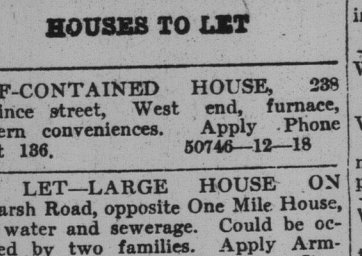 HOUSES TO LET
F-CONTAINED HOUSE, 238
ince street, West end, furnace,
ern conveniences. Apply Phone
t 136. 50746—12—18
LET—LARGE HOUSE ON
arsh Road, opposite One Mile House,
water and sewerage. Could be oc-
ed by two families. Apply Arm-